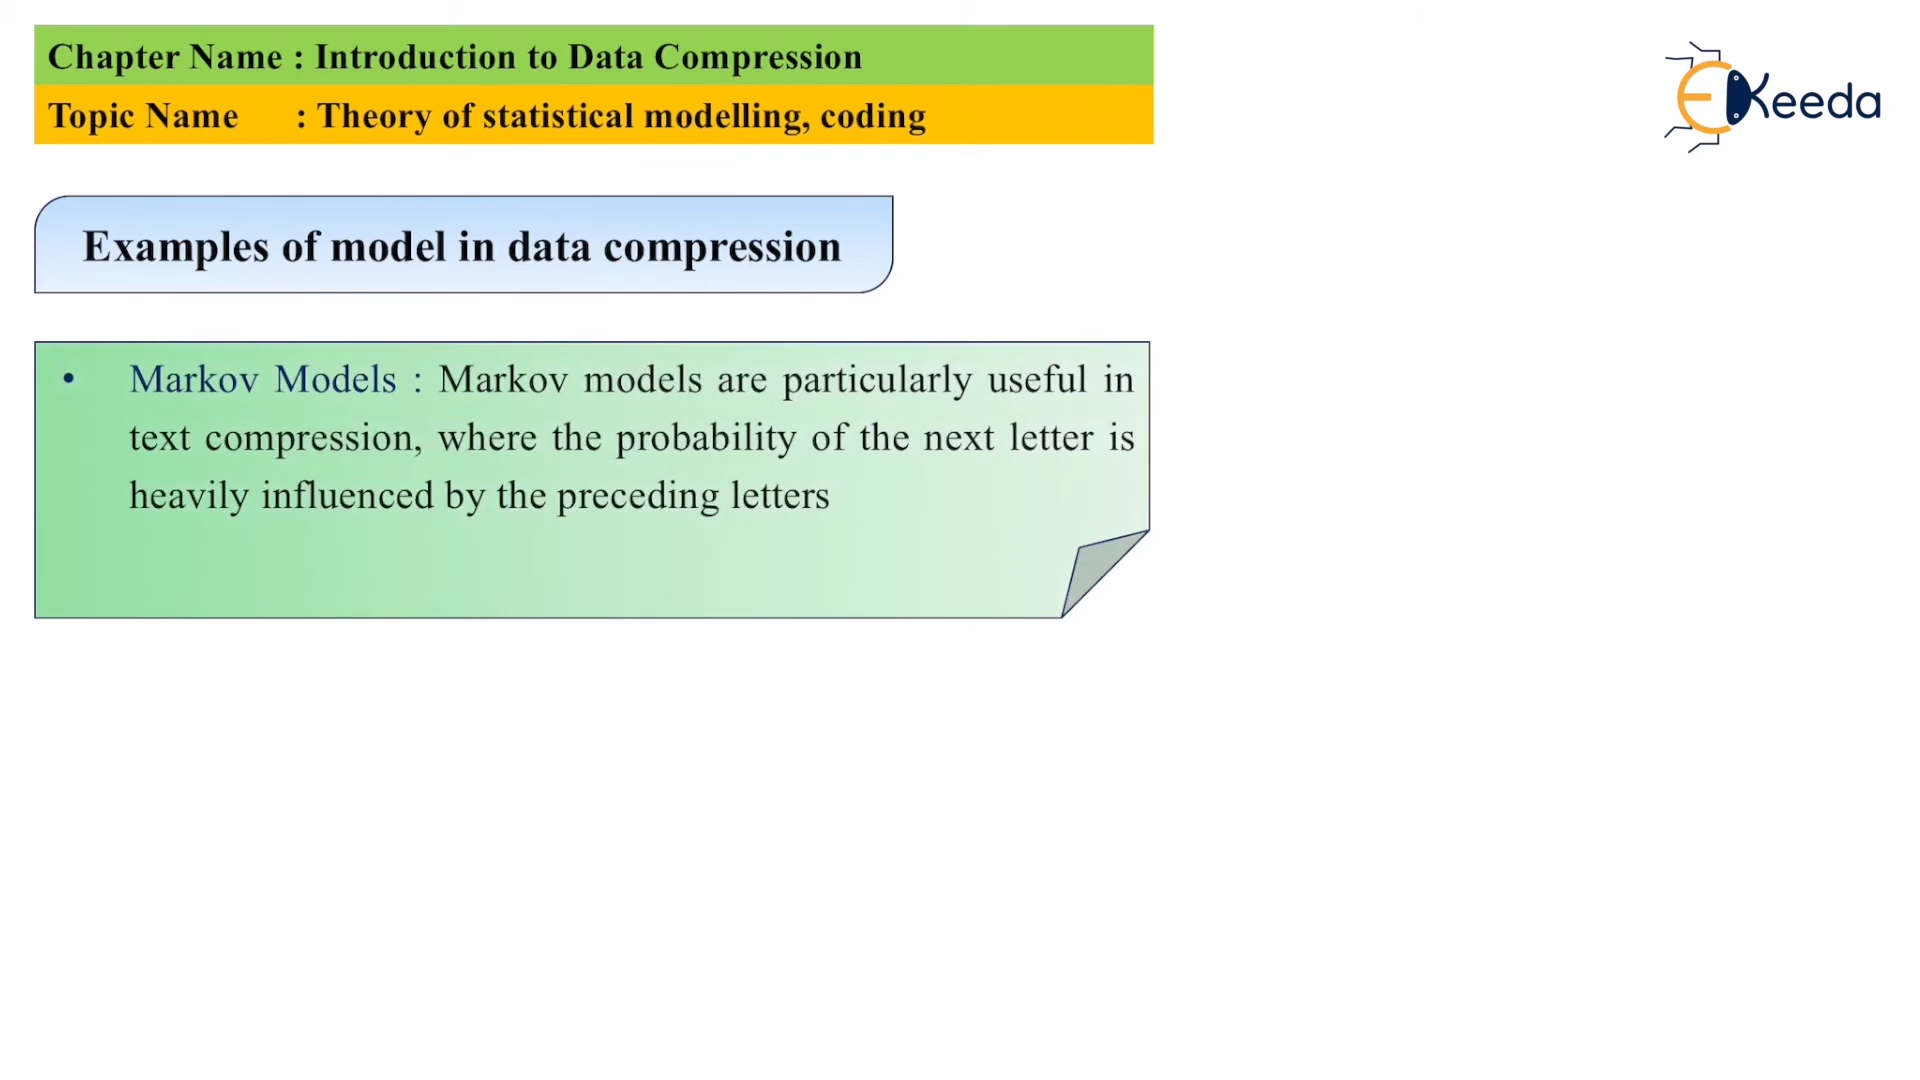 Chapter Name : Introduction to Data Compression
Topic Name : Theory of statistical modelling, coding
EKeeda
Examples of model in data compression
• Markov Models : Markov models are particularly useful in
text compression, where the probability of the next letter is
heavily influenced by the preceding letters